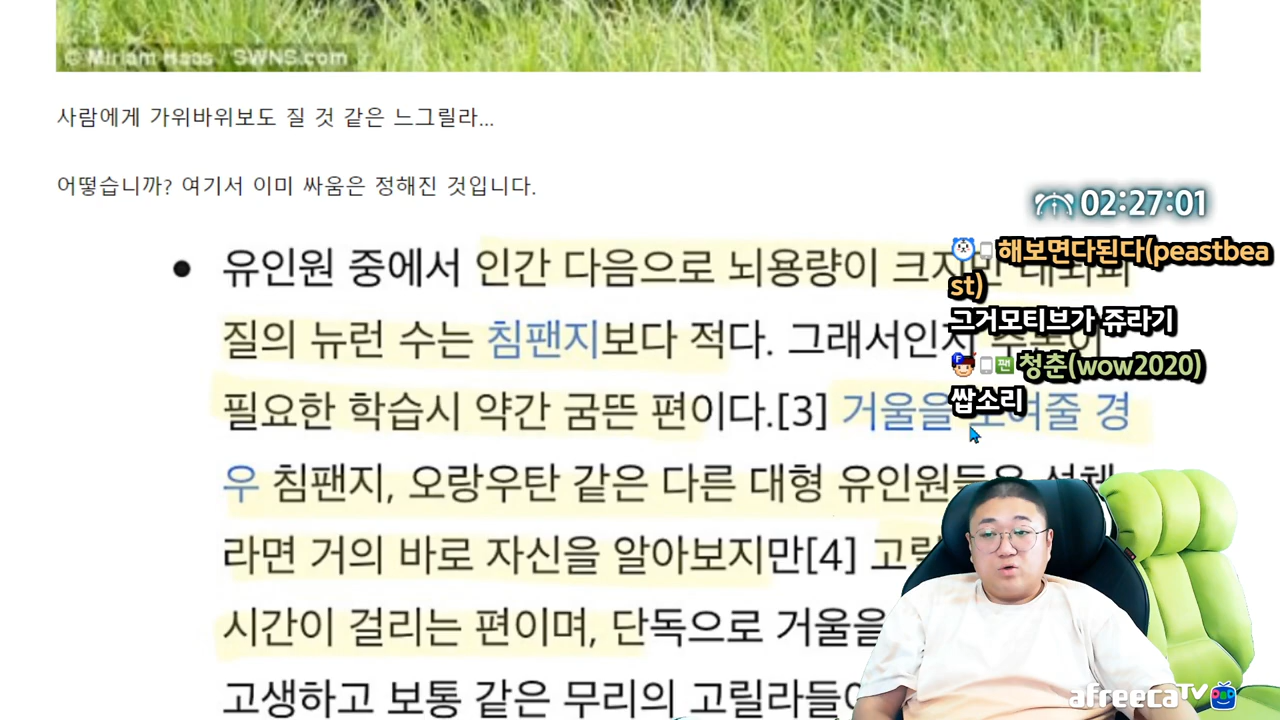 © Miriam Haas / SWNS.com
사람에게 가위바위보도 질 것 같은 느그릴라...
어떻습니까? 여기서 이미 싸움은 정해진 것입니다.
02:27:01
유인원 중에서 인간 다음으로 뇌용량이 크지만
질의 뉴런 수는 침팬지보다 적다. 그래서인지
필요한 학습시 약간 굼뜬 편이다.[3] 거울을 보여줄 경
우 침팬지, 오랑우탄 같은 다른 대형 유인원들은
라면 거의 바로 자신을 알아보지만[4]
시간이 걸리는 편이며, 단독으로 거울을
고생하고 보통 같은 무리의 고릴라들이
해보면다된다(peastbea
st)
그거모티브가 쥬라기
짼 청춘(wow2020)
쌉소리
afreecaTV